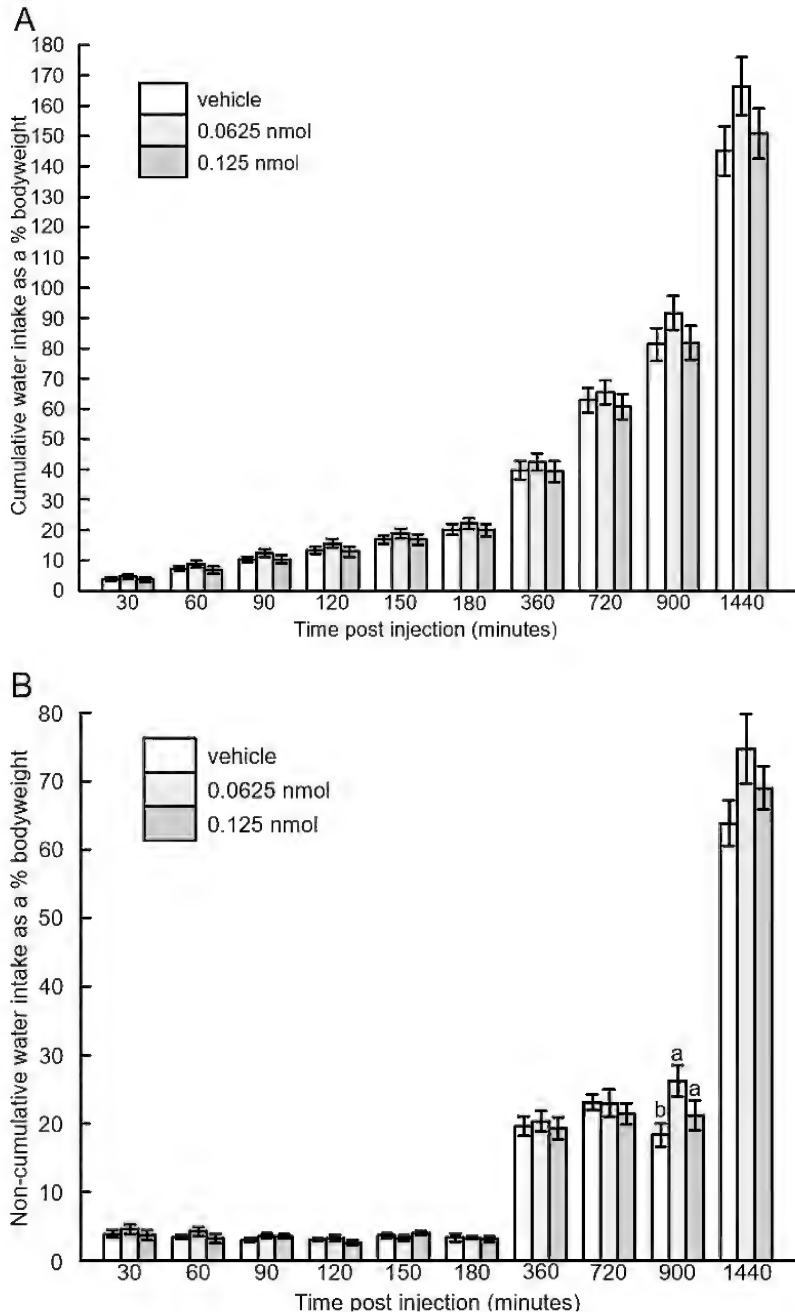 A
Cumulative water intake as a % bodyweight
180
170
160
150
140
130
120
110
100
90
80
70
60
50
40
30
20
10
0
vehicle
0.0625 nmol
0.125 nmol
30 60 90 120 150 180 360 720 900 1440
Time post injection (minutes)
B
Non-cumulative water intake as a % bodyweight
80
70
60
50
40
30
20
10
0
vehicle
0.0625 nmol
0.125 nmol
b a a
30 60 90 120 150 180 360 720 900 1440
Time post injection (minutes)